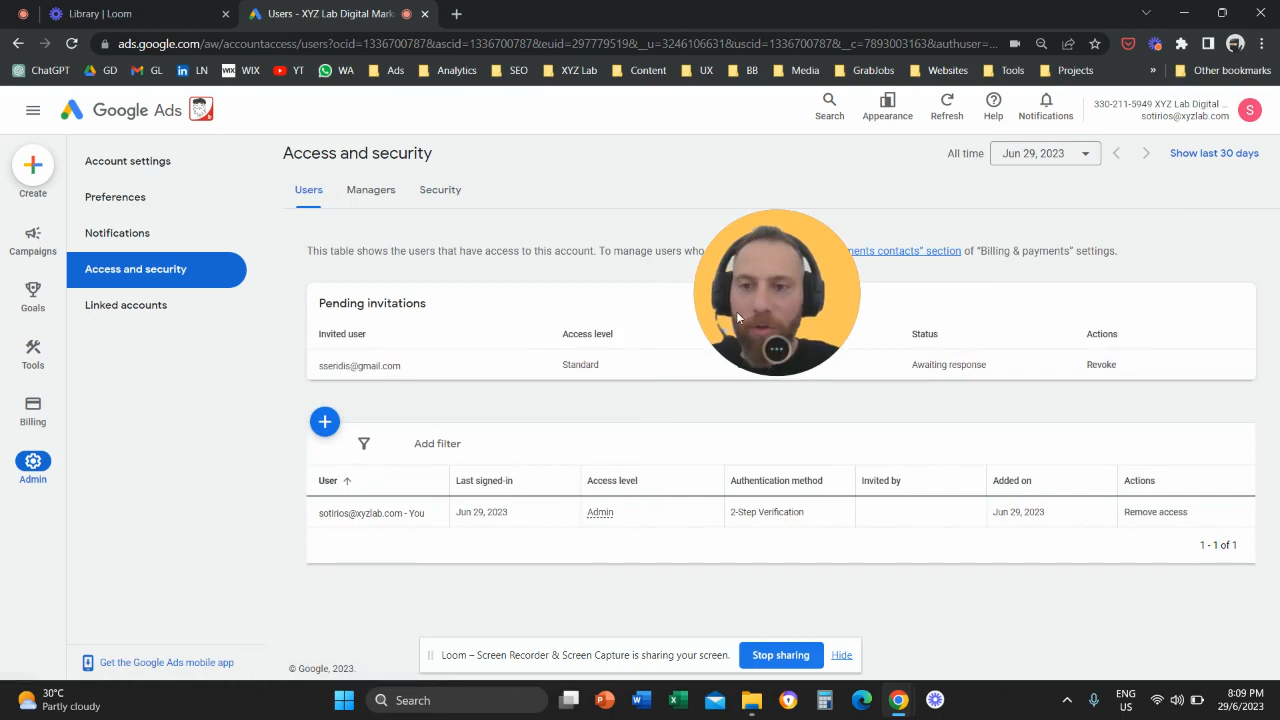 Library | Loom
Users - XYZ Lab Digital Mark
ads.google.com/aw/accountaccess/users?ocid=1336700787&ascid=1336700787&euid=297779519&__u=3246106631&uscid=1336700787&__c=7893003163&authuser=...
ChatGPT GD GL LN WIX WIX YT WA Ads Analytics SEO XYZ Lab Content UX BB Media GrabJobs Websites Tools Projects » Other bookmarks
Google Ads
Search Appearance Refresh Help Notifications
330-211-5949 XYZ Lab Digital ...
sotirios@xyzlab.com
S
Create
Campaigns
Goals
Tools
Billing
Admin
Account settings
Preferences
Notifications
Access and security
Linked accounts
Get the Google Ads mobile app
Access and security
All time Jun 29, 2023 Show last 30 days
Users Managers Security
This table shows the users that have access to this account. To manage users who ments contacts" section of "Billing & payments" settings.
Pending invitations
Invited user Access level Status Actions
sseridis@gmail.com Standard Awaiting response Revoke
Add filter
User Last signed-in Access level Authentication method Invited by Added on Actions
sotirios@xyzlab.com - You Jun 29, 2023 Admin 2-Step Verification Jun 29, 2023 Remove access
1 - 1 of 1
Loom – Screen Recorder & Screen Capture is sharing your screen. Stop sharing Hide
© Google, 2023.
30°C
Partly cloudy
Search
ENG
US
8:09 PM
29/6/2023